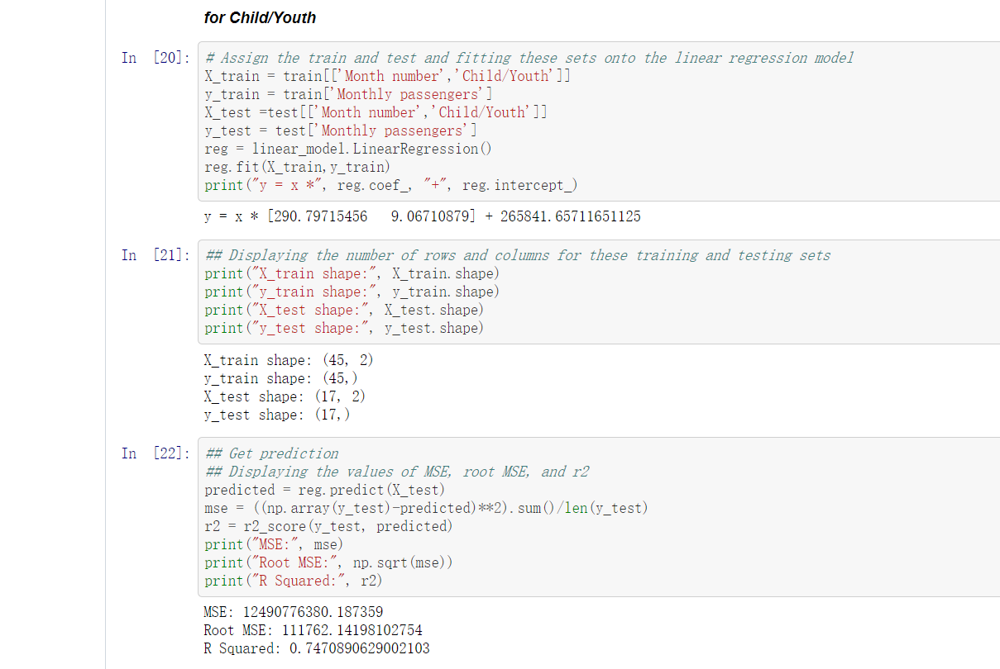 for Child/Youth
In [20]: # Assign the train and test and fitting these sets onto the linear regression model
X_train = train[['Month number','Child/Youth']]
y_train = train['Monthly passengers']
X_test =test[['Month number','Child/Youth']]
y_test = test['Monthly passengers']
reg = linear_model.LinearRegression()
reg.fit(X_train,y_train)
print("y = x *", reg.coef_, "+", reg.intercept_)
y = x * [290.79715456   9.06710879] + 265841.65711651125
In [21]: ## Displaying the number of rows and columns for these training and testing sets
print("X_train shape:", X_train.shape)
print("y_train shape:", y_train.shape)
print("X_test shape:", X_test.shape)
print("y_test shape:", y_test.shape)
X_train shape: (45, 2)
y_train shape: (45,)
X_test shape: (17, 2)
y_test shape: (17,)
In [22]: ## Get prediction
## Displaying the values of MSE, root MSE, and r2
predicted = reg.predict(X_test)
mse = ((np.array(y_test)-predicted)**2).sum()/len(y_test)
r2 = r2_score(y_test, predicted)
print("MSE:", mse)
print("Root MSE:", np.sqrt(mse))
print("R Squared:", r2)
MSE: 12490776380.187359
Root MSE: 111762.14198102754
R Squared: 0.7470890629002103